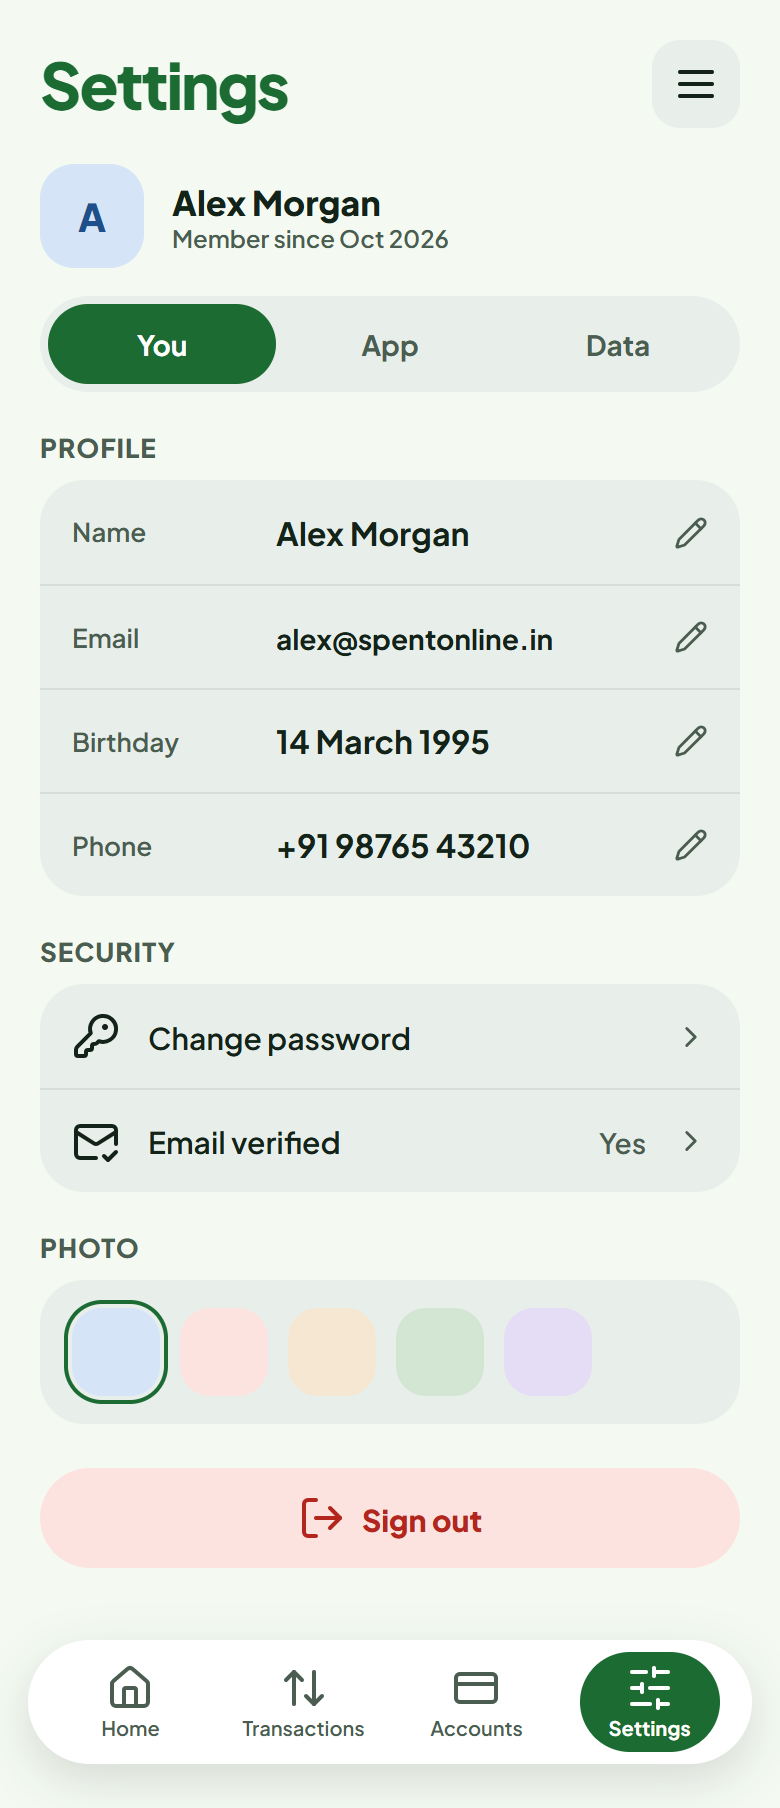 Settings
A
Alex Morgan
Member since Oct 2026
You App Data
PROFILE
Name Alex Morgan
Email alex@spentonline.in
Birthday 14 March 1995
Phone +91 98765 43210
SECURITY
Change password
Email verified Yes
PHOTO
Sign out
Home Transactions Accounts Settings